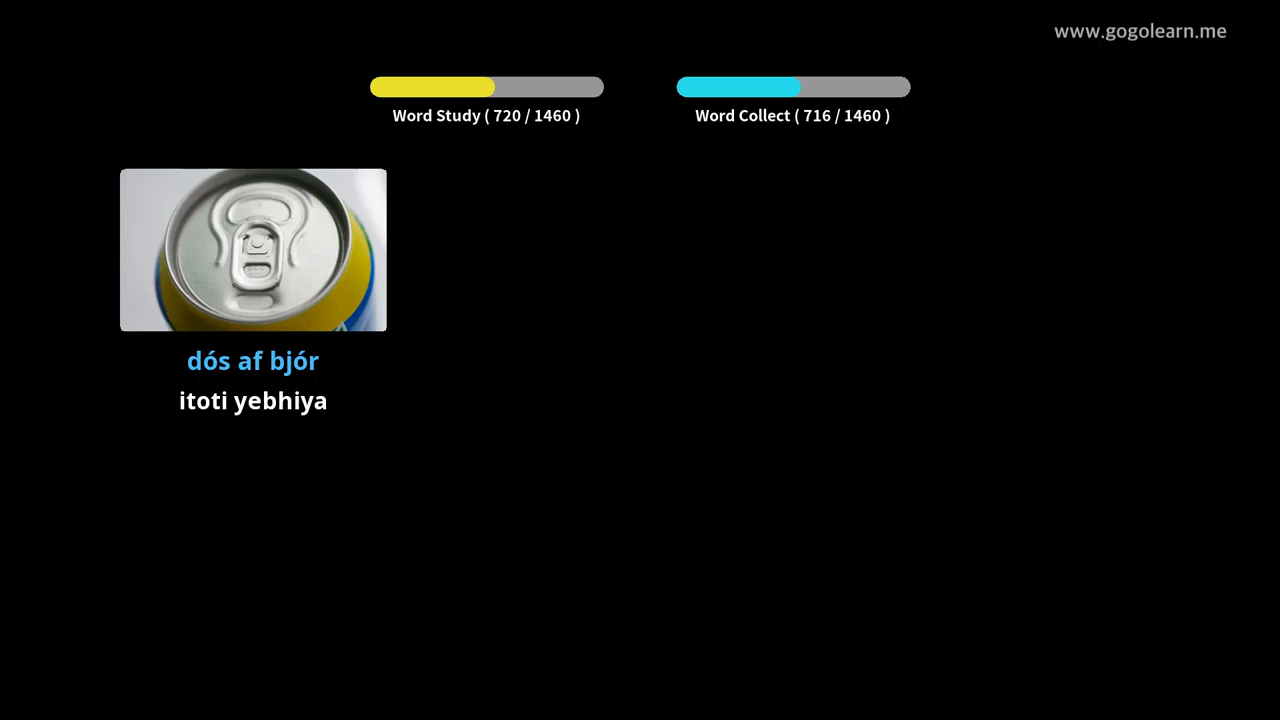 www.gogolearn.me
Word Study ( 720 / 1460 )
Word Collect ( 716 / 1460 )
dós af bjór
itoti yebhiya